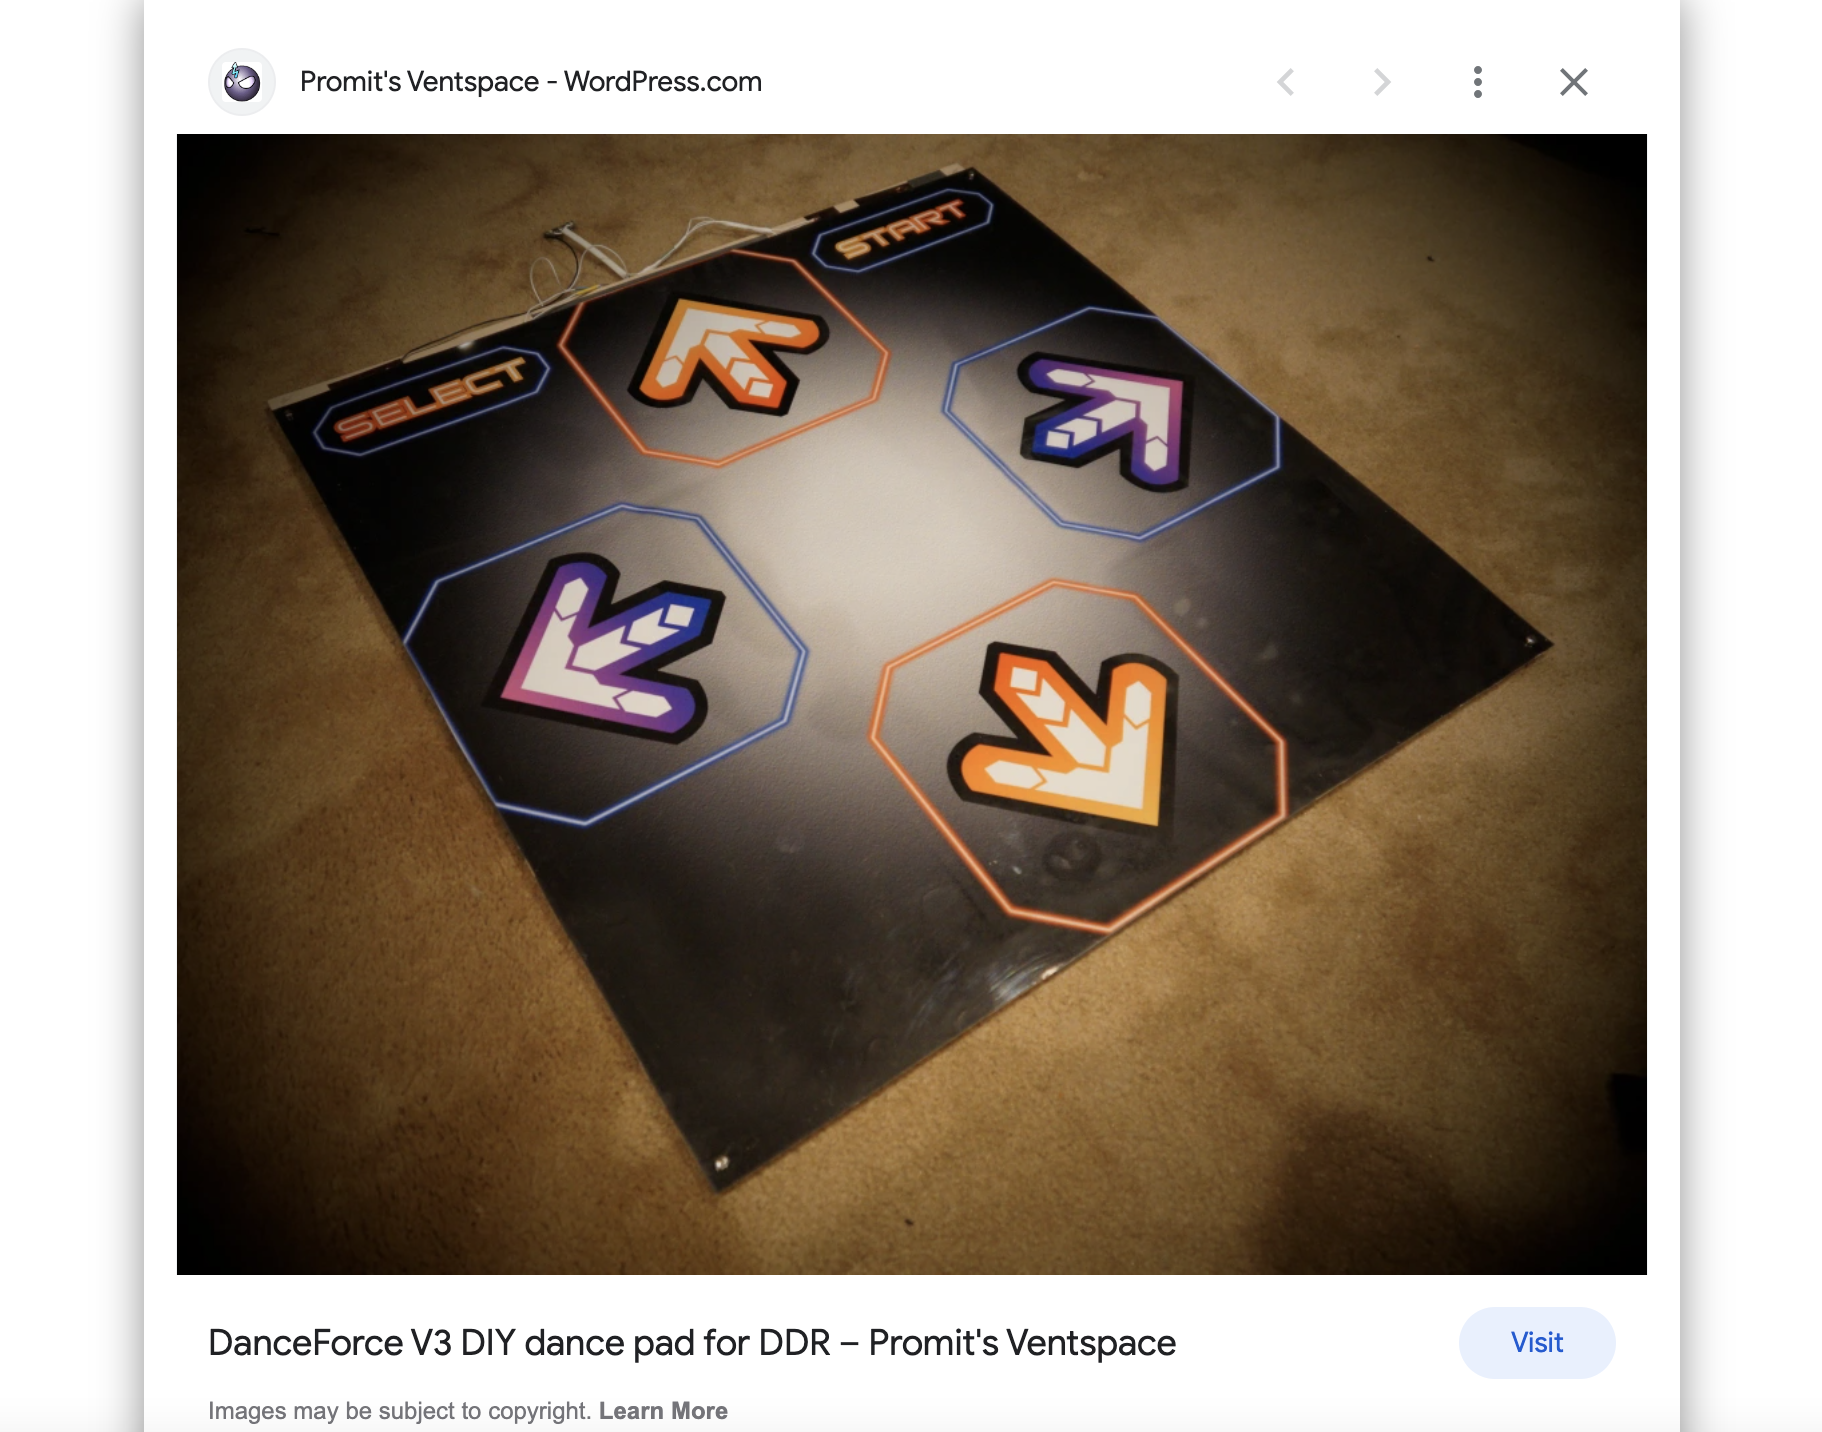 Promit's Ventspace - WordPress.com
START
SELECT
DanceForce V3 DIY dance pad for DDR – Promit's Ventspace
Visit
Images may be subject to copyright. Learn More